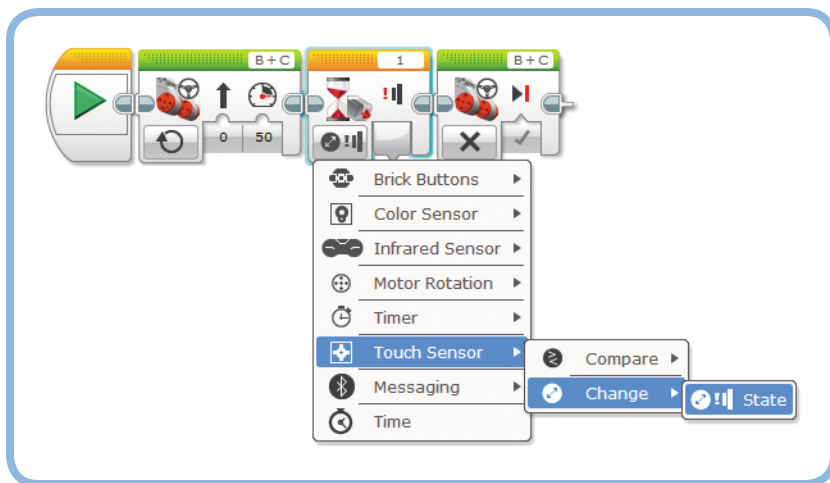 B+C
1
B+C
0
50
Brick Buttons
Color Sensor
Infrared Sensor
Motor Rotation
Timer
Touch Sensor
Compare
Messaging
Change
State
Time